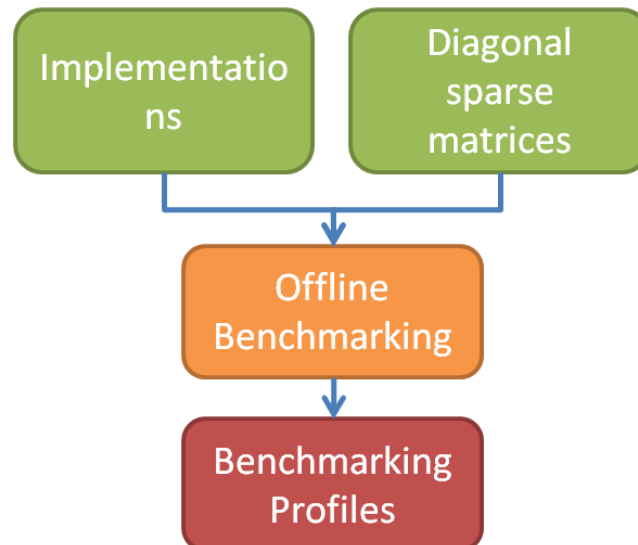 Implementatio
ns
Diagonal
sparse
matrices
Offline
Benchmarking
Benchmarking
Profiles